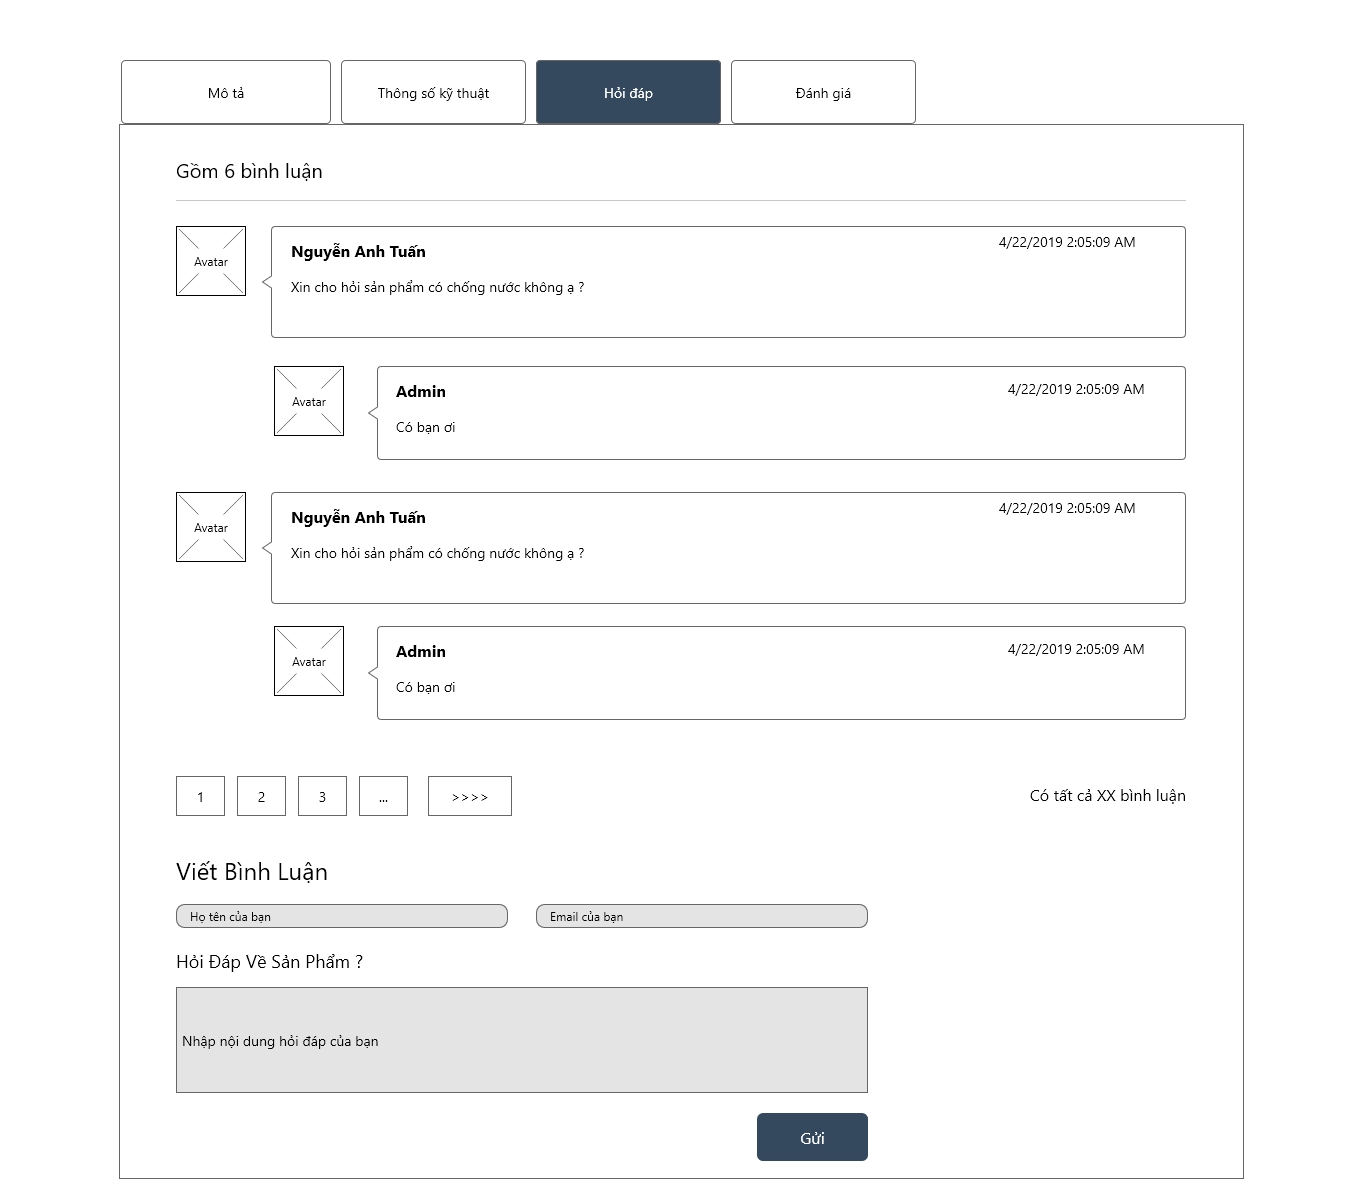 Mô tả
Thông số kỹ thuật
Hỏi đáp
Đánh giá
Gồm 6 bình luận
Avatar
Nguyễn Anh Tuấn
4/22/2019 2:05:09 AM
Xin cho hỏi sản phẩm có chống nước không ạ ?
Avatar
Admin
4/22/2019 2:05:09 AM
Có bạn ơi
Avatar
Nguyễn Anh Tuấn
4/22/2019 2:05:09 AM
Xin cho hỏi sản phẩm có chống nước không ạ ?
Avatar
Admin
4/22/2019 2:05:09 AM
Có bạn ơi
1
2
3
...
>>>>
Có tất cả XX bình luận
Viết Bình Luận
Họ tên của bạn
Email của bạn
Hỏi Đáp Về Sản Phẩm ?
Nhập nội dung hỏi đáp của bạn
Gửi